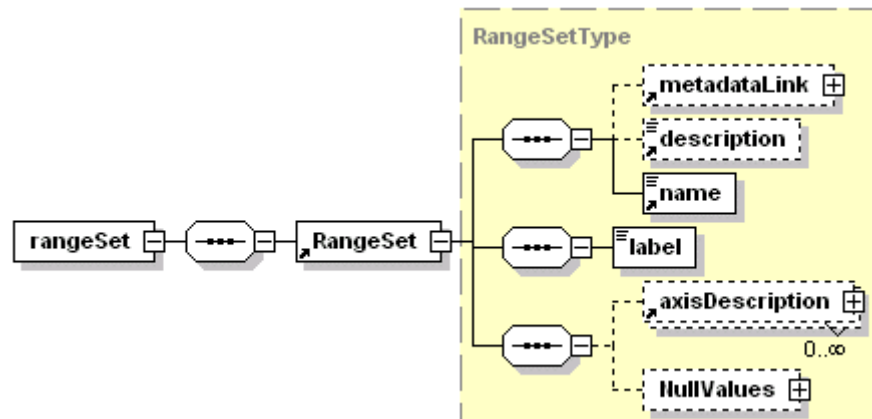 RangeSetType
metadataLink
description
name
rangeSet
RangeSet
label
axisDescription
0..∞
NullValues